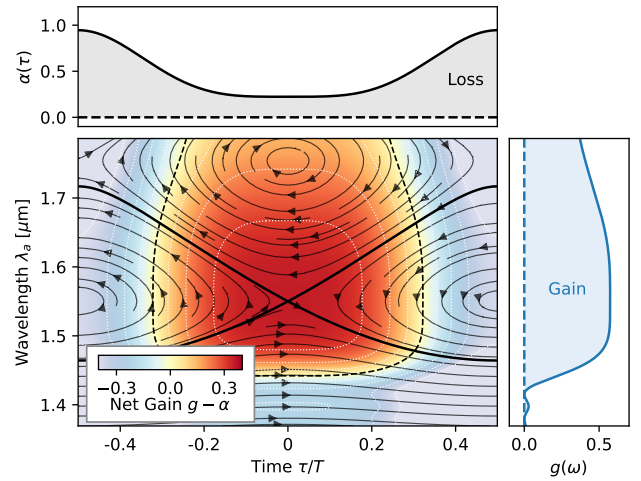 1.0
0.5
0.0
α(τ)
Loss
1.7
1.6
1.5
1.4
Wavelength λₐ [μm]
−0.3 0.0 0.3
Net Gain g − α
-0.4 -0.2 0 0.2 0.4
Time τ/T
Gain
0.0 0.5
g(ω)